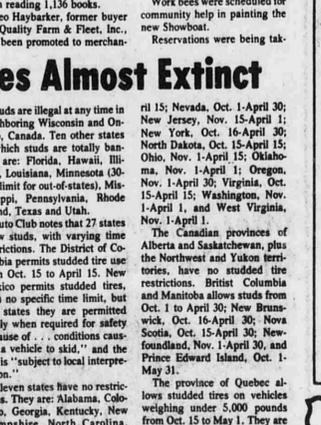 n reading 1,136 books.
eo Haybarker, former buyer
Quality Farm & Fleet, Inc.,
been promoted to merchan-
Work bees were scheduled for
community help in painting the
new Showboat.
Reservations were being tak-
es Almost Extinct
uds are illegal at any time in
hboring Wisconsin and On-
, Canada. Ten other states
hich studs are totally ban-
are: Florida, Hawaii, Illi-
, Louisiana, Minnesota (30-
limit for out-of-states), Mis-
ppi, Pennsylvania, Rhode
nd, Texas and Utah.
uto Club notes that 27 states
w studs, with varying time
rictions. The District of Co-
bia permits studded tire use
n Oct. 15 to April 15. New
ico permits studded tires,
no specific time limit, but
states they are permitted
ly when required for safety
ause of . . . conditions caus-
a vehicle to skid," and the
is "subject to local interpre-
on."
leven states have no restric-
s. They are: Alabama, Colo-
o, Georgia, Kentucky, New
mpshire, North Carolina,
ril 15; Nevada, Oct. 1-April 30;
New Jersey, Nov. 15-April 1;
New York, Oct. 16-April 30;
North Dakota, Oct. 15-April 15;
Ohio, Nov. 1-April 15; Oklaho-
ma, Nov. 1-April 1; Oregon,
Nov. 1-April 30; Virginia, Oct.
15-April 15; Washington, Nov.
1-April 1, and West Virginia,
Nov. 1-April 1.
The Canadian provinces of
Alberta and Saskatchewan, plus
the Northwest and Yukon terri-
tories, have no studded tire
restrictions. Britist Columbia
and Manitoba allows studs from
Oct. 1 to April 30; New Bruns-
wick, Oct. 16-April 30; Nova
Scotia, Oct. 15-April 30; New-
foundland, Nov. 1-April 30, and
Prince Edward Island, Oct. 1-
May 31.
The province of Quebec al-
lows studded tires on vehicles
weighing under 5,000 pounds
from Oct. 15 to May 1. They are